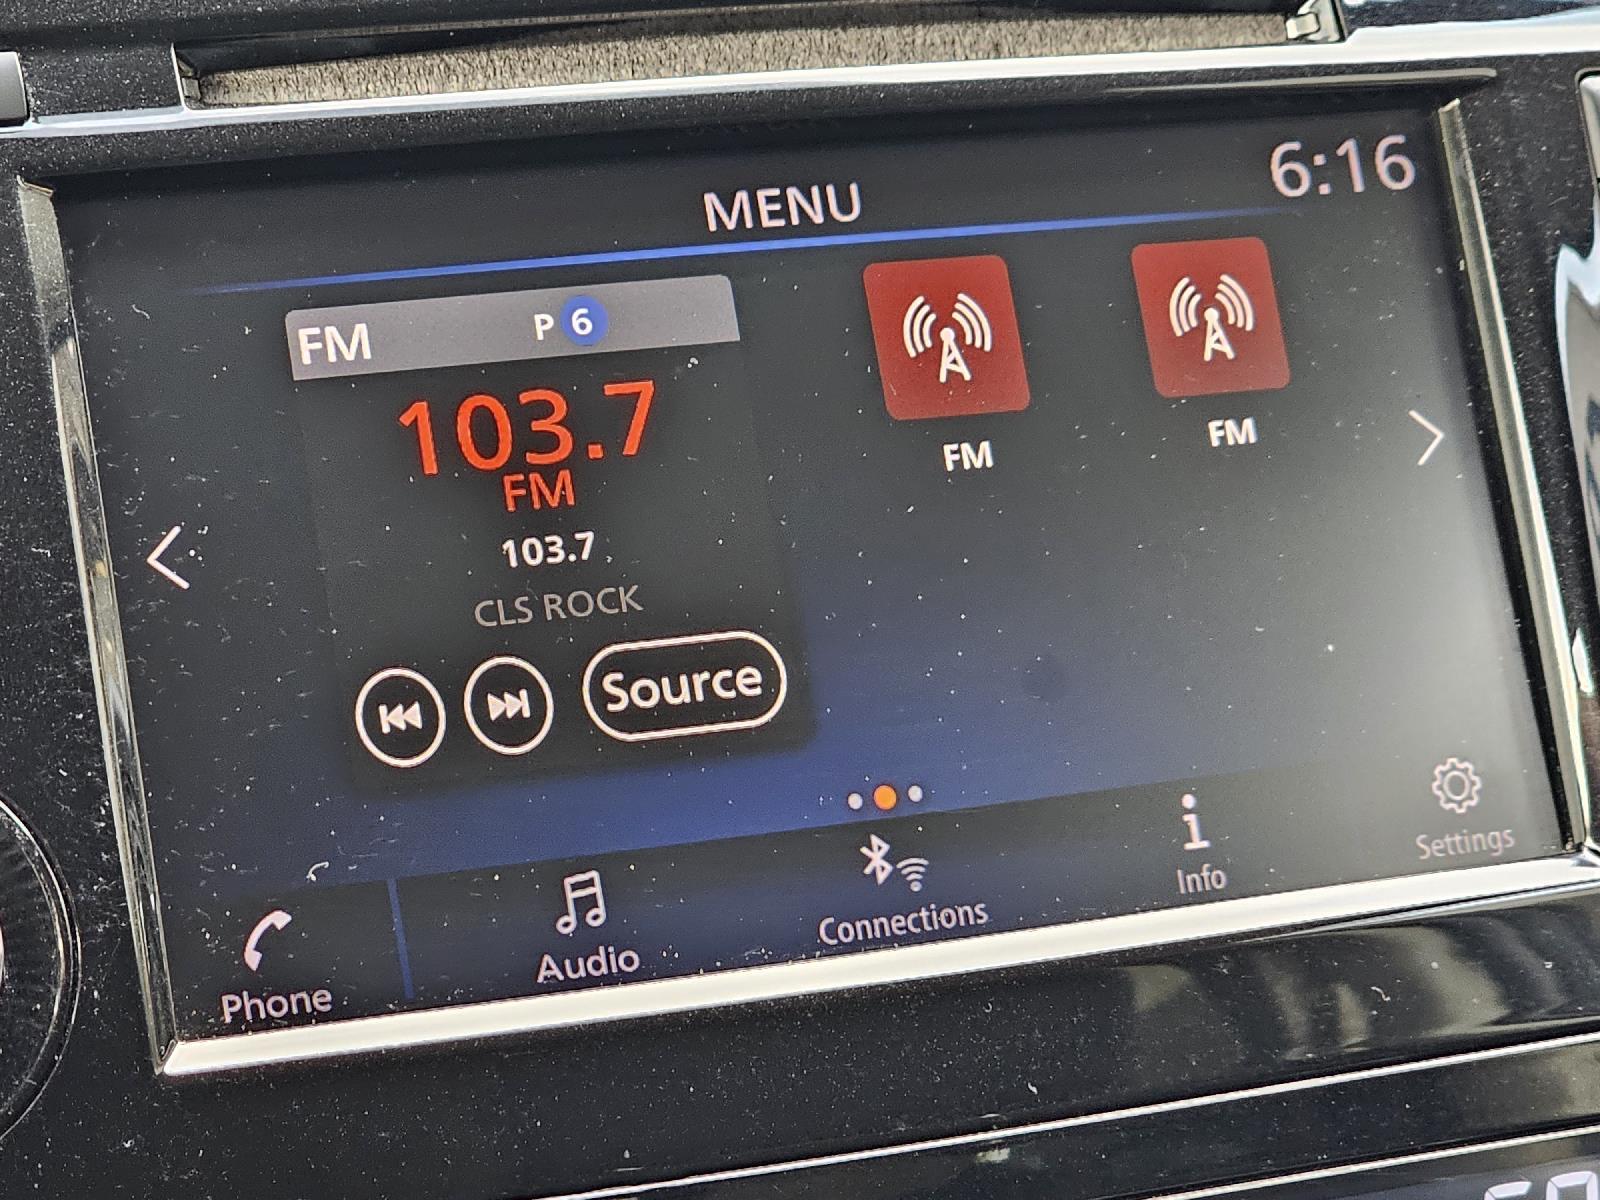 MENU
6:16
FM P 6
103.7
FM
103.7
CLS ROCK
Source
FM
FM
Phone
Audio
Connections
Info
Settings